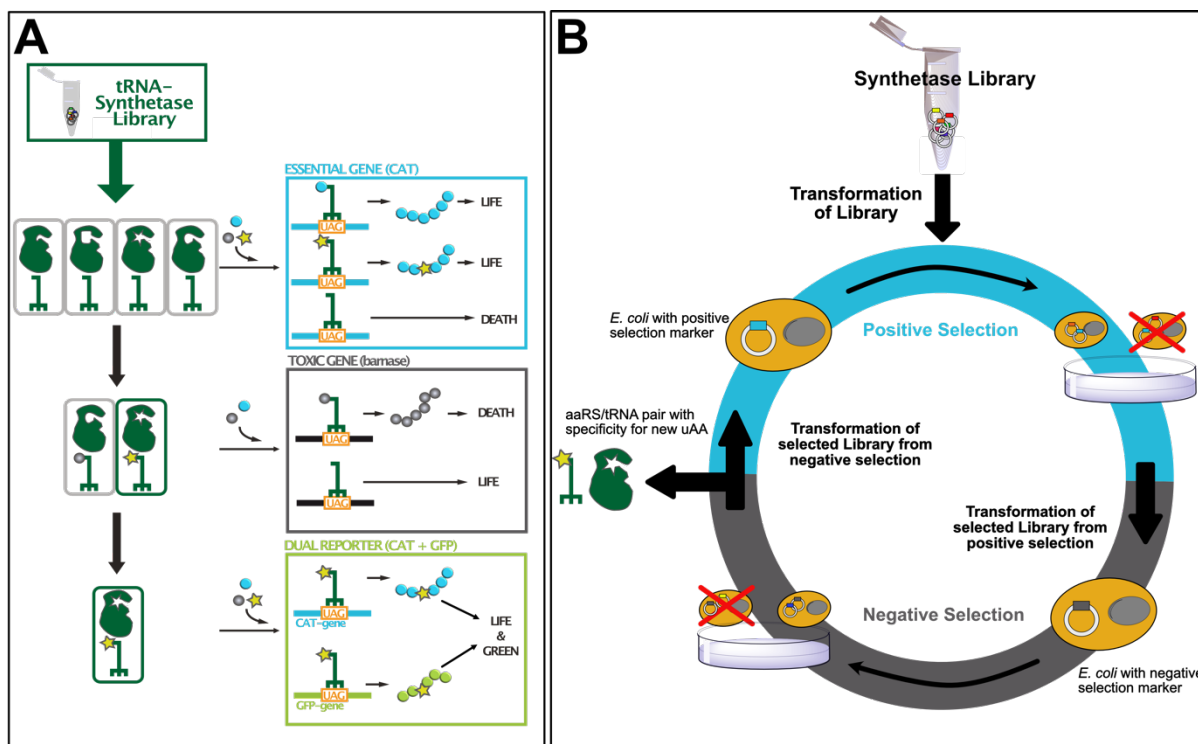 A
tRNA–
Synthetase
Library
ESSENTIAL GENE (CAT)
UAG
LIFE
UAG
LIFE
UAG
DEATH
TOXIC GENE (barnase)
UAG
DEATH
UAG
LIFE
DUAL REPORTER (CAT + GFP)
UAG
CAT-gene
LIFE
&
GREEN
UAG
GFP-gene
B
Synthetase Library
Transformation
of Library
E. coli with positive
selection marker
Positive Selection
aaRS/tRNA pair with
specificity for new uAA
Transformation of
selected Library from
negative selection
Transformation of
selected Library from
positive selection
Negative Selection
E. coli with negative
selection marker